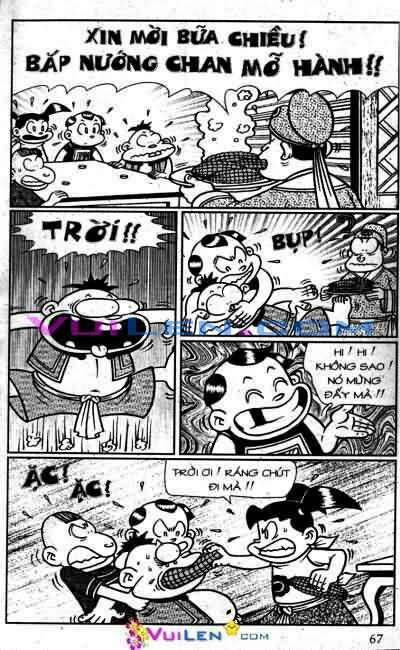 XIN MỜI BỮA CHIỀU!
BẮP NƯỚNG CHAN MỠ HÀNH!!
TRỜI!!
BỤP!
VUILEN.COM
HI! HI!
KHÔNG SAO!
NÓ MỪNG
ĐẤY MÀ!!
ẶC!
ẶC!
TRỜI ƠI! RÁNG CHÚT
ĐI MÀ!!
67
VUILEN.COM